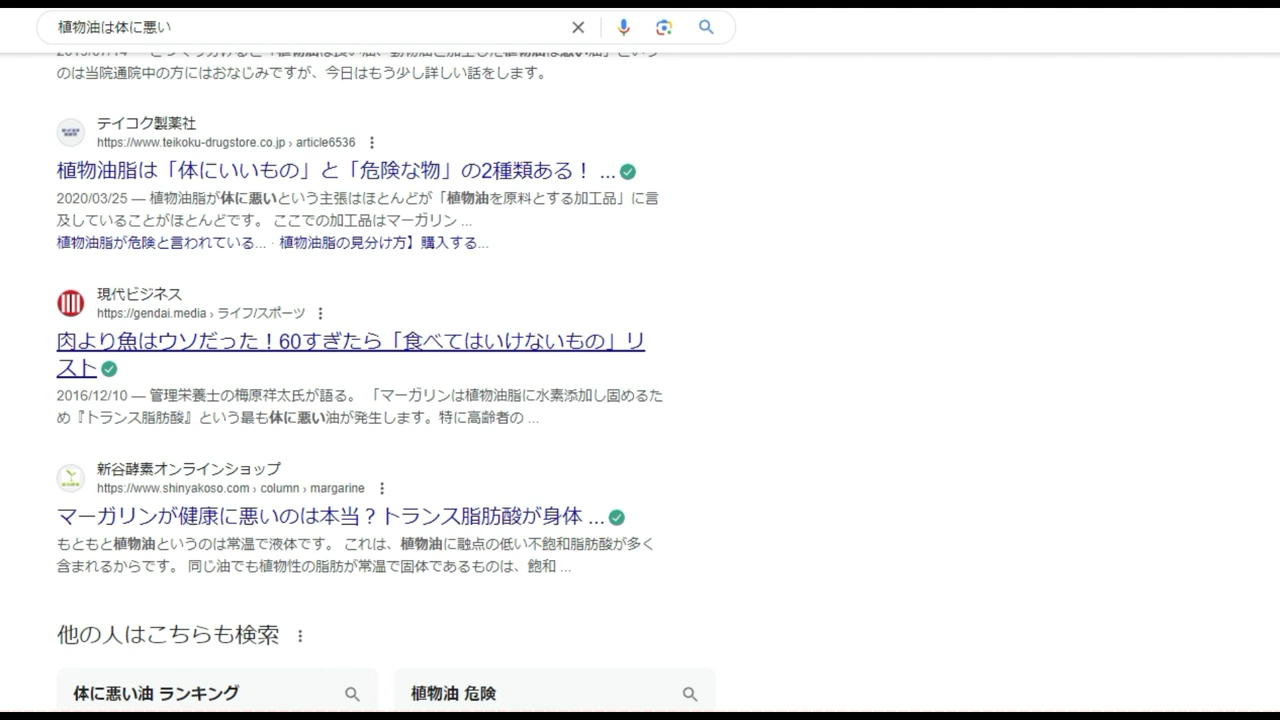 植物油は体に悪い
のは当院通院中の方にはおなじみですが、今日はもう少し詳しい話をします。
テイコク製薬社
https://www.teikoku-drugstore.co.jp › article6536
植物油脂は「体にいいもの」と「危険な物」の2種類ある！ ...
2020/03/25 — 植物油脂が体に悪いという主張はほとんどが「植物油を原料とする加工品」に言
及していることがほとんどです。 ここでの加工品はマーガリン ...
植物油脂が危険と言われている... · 植物油脂の見分け方】購入する...
現代ビジネス
https://gendai.media › ライフ/スポーツ
肉より魚はウソだった！60すぎたら「食べてはいけないもの」リ
スト
2016/12/10 — 管理栄養士の梅原祥太氏が語る。 「マーガリンは植物油脂に水素添加し固めるた
め『トランス脂肪酸』という最も体に悪い油が発生します。特に高齢者の ...
新谷酵素オンラインショップ
https://www.shinyakoso.com › column › margarine
マーガリンが健康に悪いのは本当？トランス脂肪酸が身体 ...
もともと植物油というのは常温で液体です。 これは、植物油に融点の低い不飽和脂肪酸が多く
含まれるからです。 同じ油でも植物性の脂肪が常温で固体であるものは、飽和 ...
他の人はこちらも検索
体に悪い油 ランキング
植物油 危険